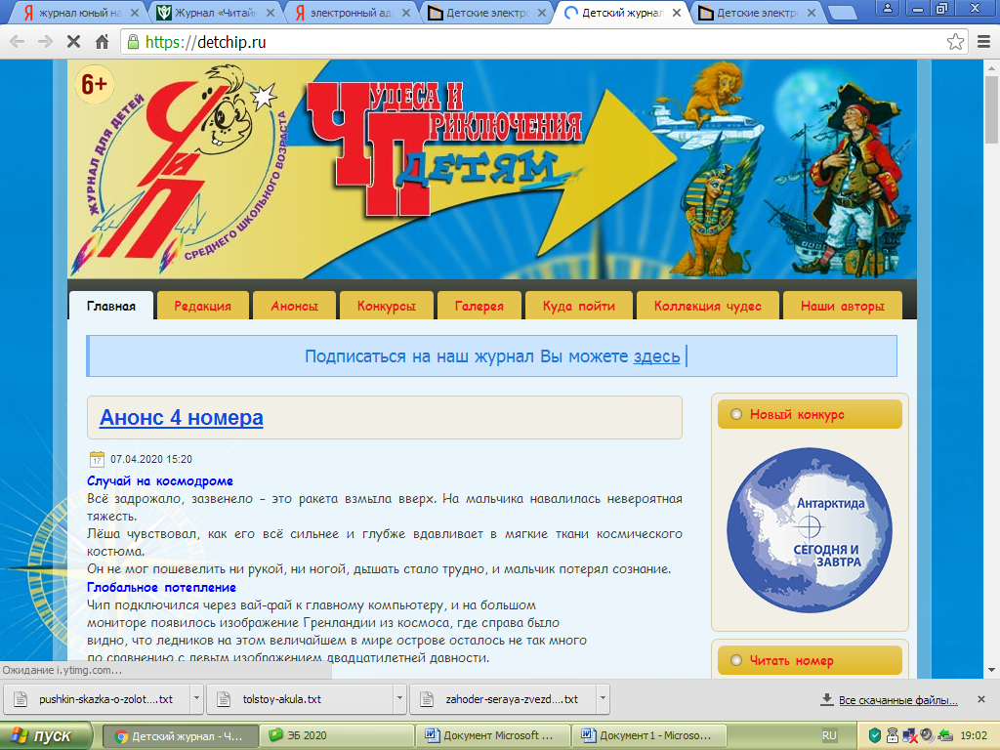 журнал юный на
Журнал «Читай
электронный ад
Детские электр
Детский журнал
Детские электр
https://detchip.ru
6+
ЖУРНАЛ ДЛЯ ДЕТЕЙ
ЧиП
СРЕДНЕГО ШКОЛЬНОГО ВОЗРАСТА
ЧУДЕСА И
ПРИКЛЮЧЕНИЯ
ДЕТЯМ
Главная
Редакция
Анонсы
Конкурсы
Галерея
Куда пойти
Коллекция чудес
Наши авторы
Подписаться на наш журнал Вы можете здесь |
Анонс 4 номера
17
07.04.2020 15:20
Случай на космодроме
Всё задрожало, зазвенело – это ракета взмыла вверх. На мальчика навалилась невероятная
тяжесть.
Лёша чувствовал, как его всё сильнее и глубже вдавливает в мягкие ткани космического
костюма.
Он не мог пошевелить ни рукой, ни ногой, дышать стало трудно, и мальчик потерял сознание.
Глобальное потепление
Чип подключился через вай-фай к главному компьютеру, и на большом
мониторе появилось изображение Гренландии из космоса, где справа было
видно, что ледников на этом величайшем в мире острове осталось не так много
по сравнению с левым изображением двадцатилетней давности.
Новый конкурс
Антарктида
СЕГОДНЯ И
ЗАВТРА
Читать номер
Ожидание i.ytimg.com...
pushkin-skazka-o-zolot....txt
tolstoy-akula.txt
zahoder-seraya-zvezd....txt
Все скачанные файлы...
пуск
Детский журнал - Ч...
ЭБ 2020
Документ Microsoft ...
Документ1 - Microso...
RU
19:02